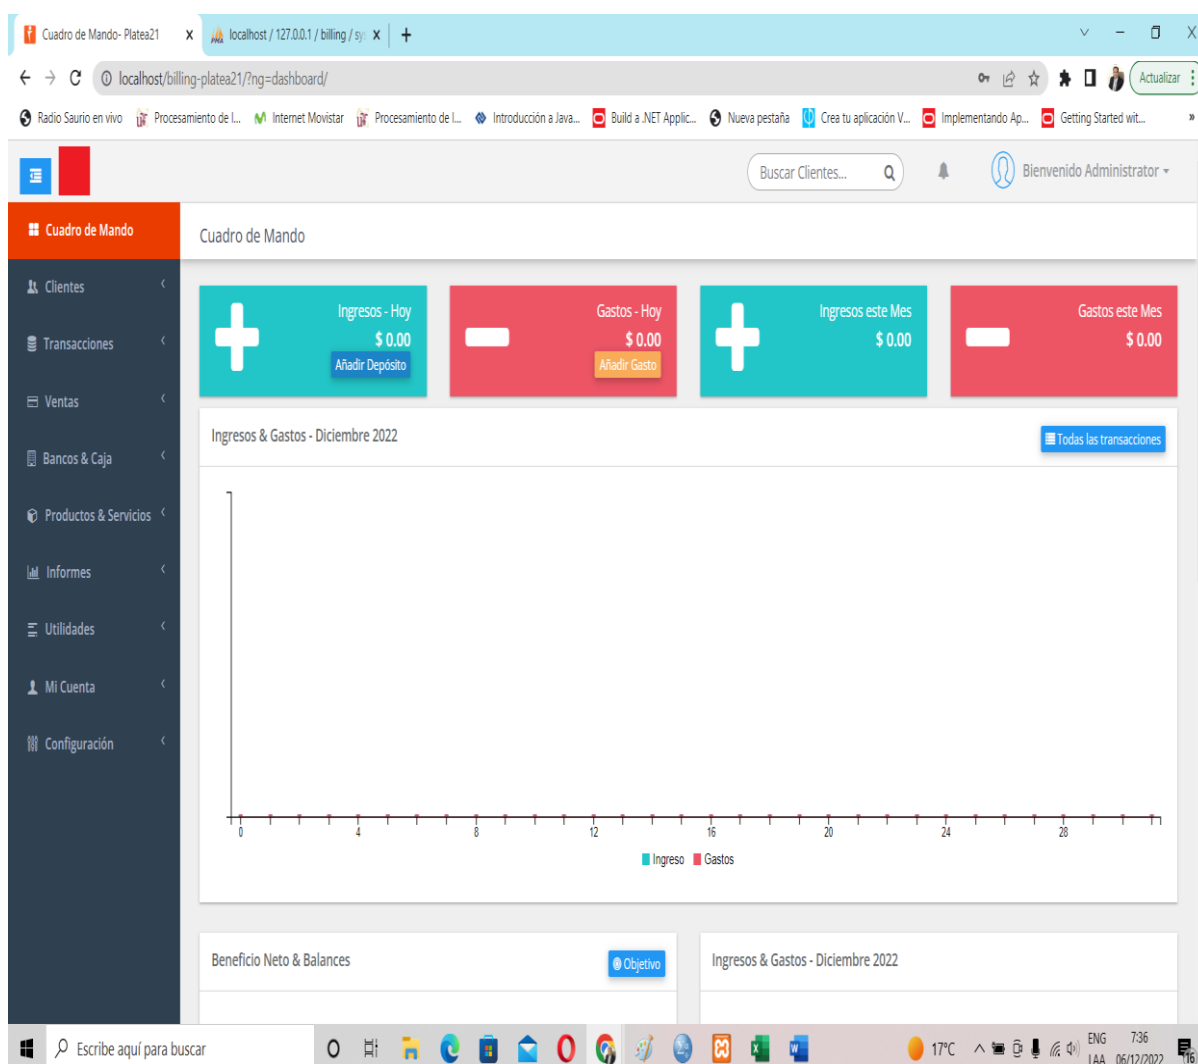 Cuadro de Mando- Platea21
localhost / 127.0.0.1 / billing / sy
localhost/billing-platea21/?ng=dashboard/
Actualizar
Radio Saurio en vivo
Procesamiento de l...
Internet Movistar
Procesamiento de l...
Introducción a Java...
Build a .NET Applic...
Nueva pestaña
Crea tu aplicación V...
Implementando Ap...
Getting Started wit...
»
Buscar Clientes...
Bienvenido Administrator
Cuadro de Mando
Cuadro de Mando
Clientes
Transacciones
Ventas
Bancos & Caja
Productos & Servicios
Informes
Utilidades
Mi Cuenta
Configuración
Ingresos - Hoy
$ 0.00
Añadir Depósito
Gastos - Hoy
$ 0.00
Añadir Gasto
Ingresos este Mes
$ 0.00
Gastos este Mes
$ 0.00
Ingresos & Gastos - Diciembre 2022
Todas las transacciones
0 4 8 12 16 20 24 28
Ingreso Gastos
Beneficio Neto & Balances
Objetivo
Ingresos & Gastos - Diciembre 2022
Escribe aquí para buscar
17°C
ENG
LAA
7:36
06/12/2022